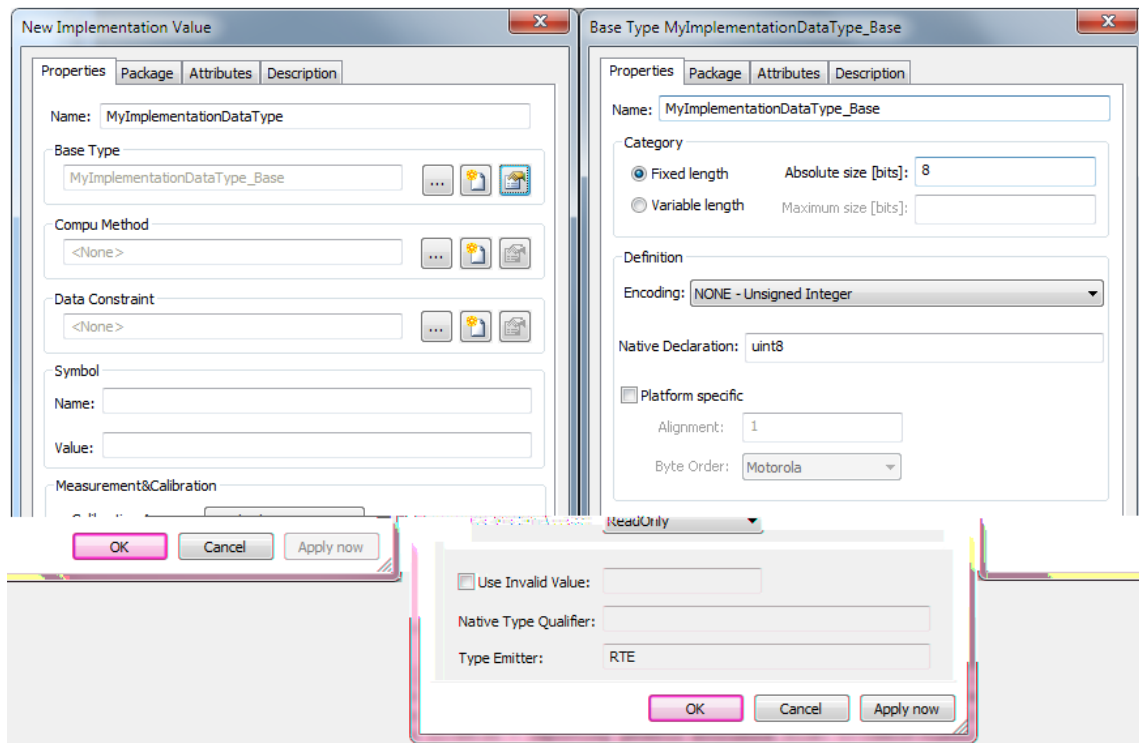 New Implementation Value
Properties Package Attributes Description
Name: MyImplementationDataType
Base Type
MyImplementationDataType_Base
...
Compu Method
<None>
...
Data Constraint
<None>
...
Symbol
Name:
Value:
Measurement&Calibration
OK Cancel Apply now
Base Type MyImplementationDataType_Base
Properties Package Attributes Description
Name: MyImplementationDataType_Base
Category
Fixed length Absolute size [bits]: 8
Variable length Maximum size [bits]:
Definition
Encoding: NONE - Unsigned Integer
Native Declaration: uint8
Platform specific
Alignment: 1
Byte Order: Motorola
ReadOnly
Use Invalid Value:
Native Type Qualifier:
Type Emitter: RTE
OK Cancel Apply now